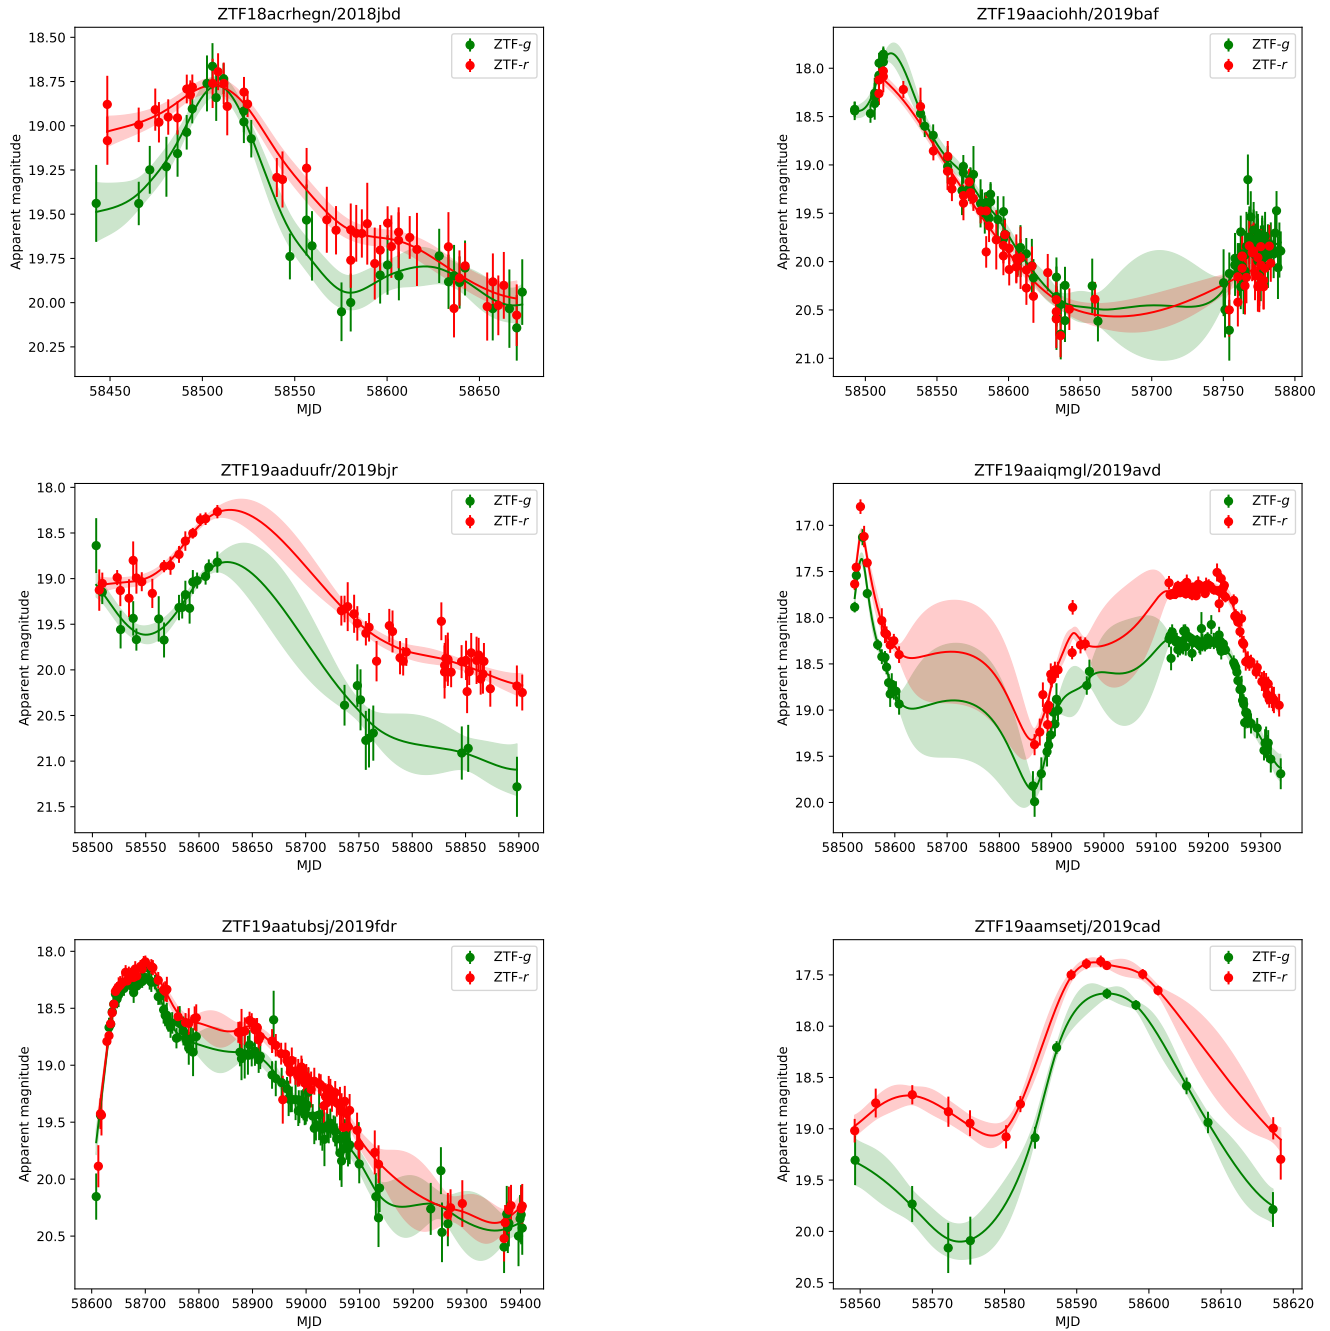 ZTF18acrhegn/2018jbd
ZTF-g
ZTF-r
18.50
18.75
19.00
19.25
19.50
19.75
20.00
20.25
Apparent magnitude
58450 58500 58550 58600 58650
MJD
ZTF19aaciohh/2019baf
ZTF-g
ZTF-r
18.0
18.5
19.0
19.5
20.0
20.5
21.0
Apparent magnitude
58500 58550 58600 58650 58700 58750 58800
MJD
ZTF19aaduufr/2019bjr
ZTF-g
ZTF-r
18.0
18.5
19.0
19.5
20.0
20.5
21.0
21.5
Apparent magnitude
58500 58550 58600 58650 58700 58750 58800 58850 58900
MJD
ZTF19aaiqmgl/2019avd
ZTF-g
ZTF-r
17.0
17.5
18.0
18.5
19.0
19.5
20.0
Apparent magnitude
58500 58600 58700 58800 58900 59000 59100 59200 59300
MJD
ZTF19aatubsj/2019fdr
ZTF-g
ZTF-r
18.0
18.5
19.0
19.5
20.0
20.5
Apparent magnitude
58600 58700 58800 58900 59000 59100 59200 59300 59400
MJD
ZTF19aamsetj/2019cad
ZTF-g
ZTF-r
17.5
18.0
18.5
19.0
19.5
20.0
20.5
Apparent magnitude
58560 58570 58580 58590 58600 58610 58620
MJD